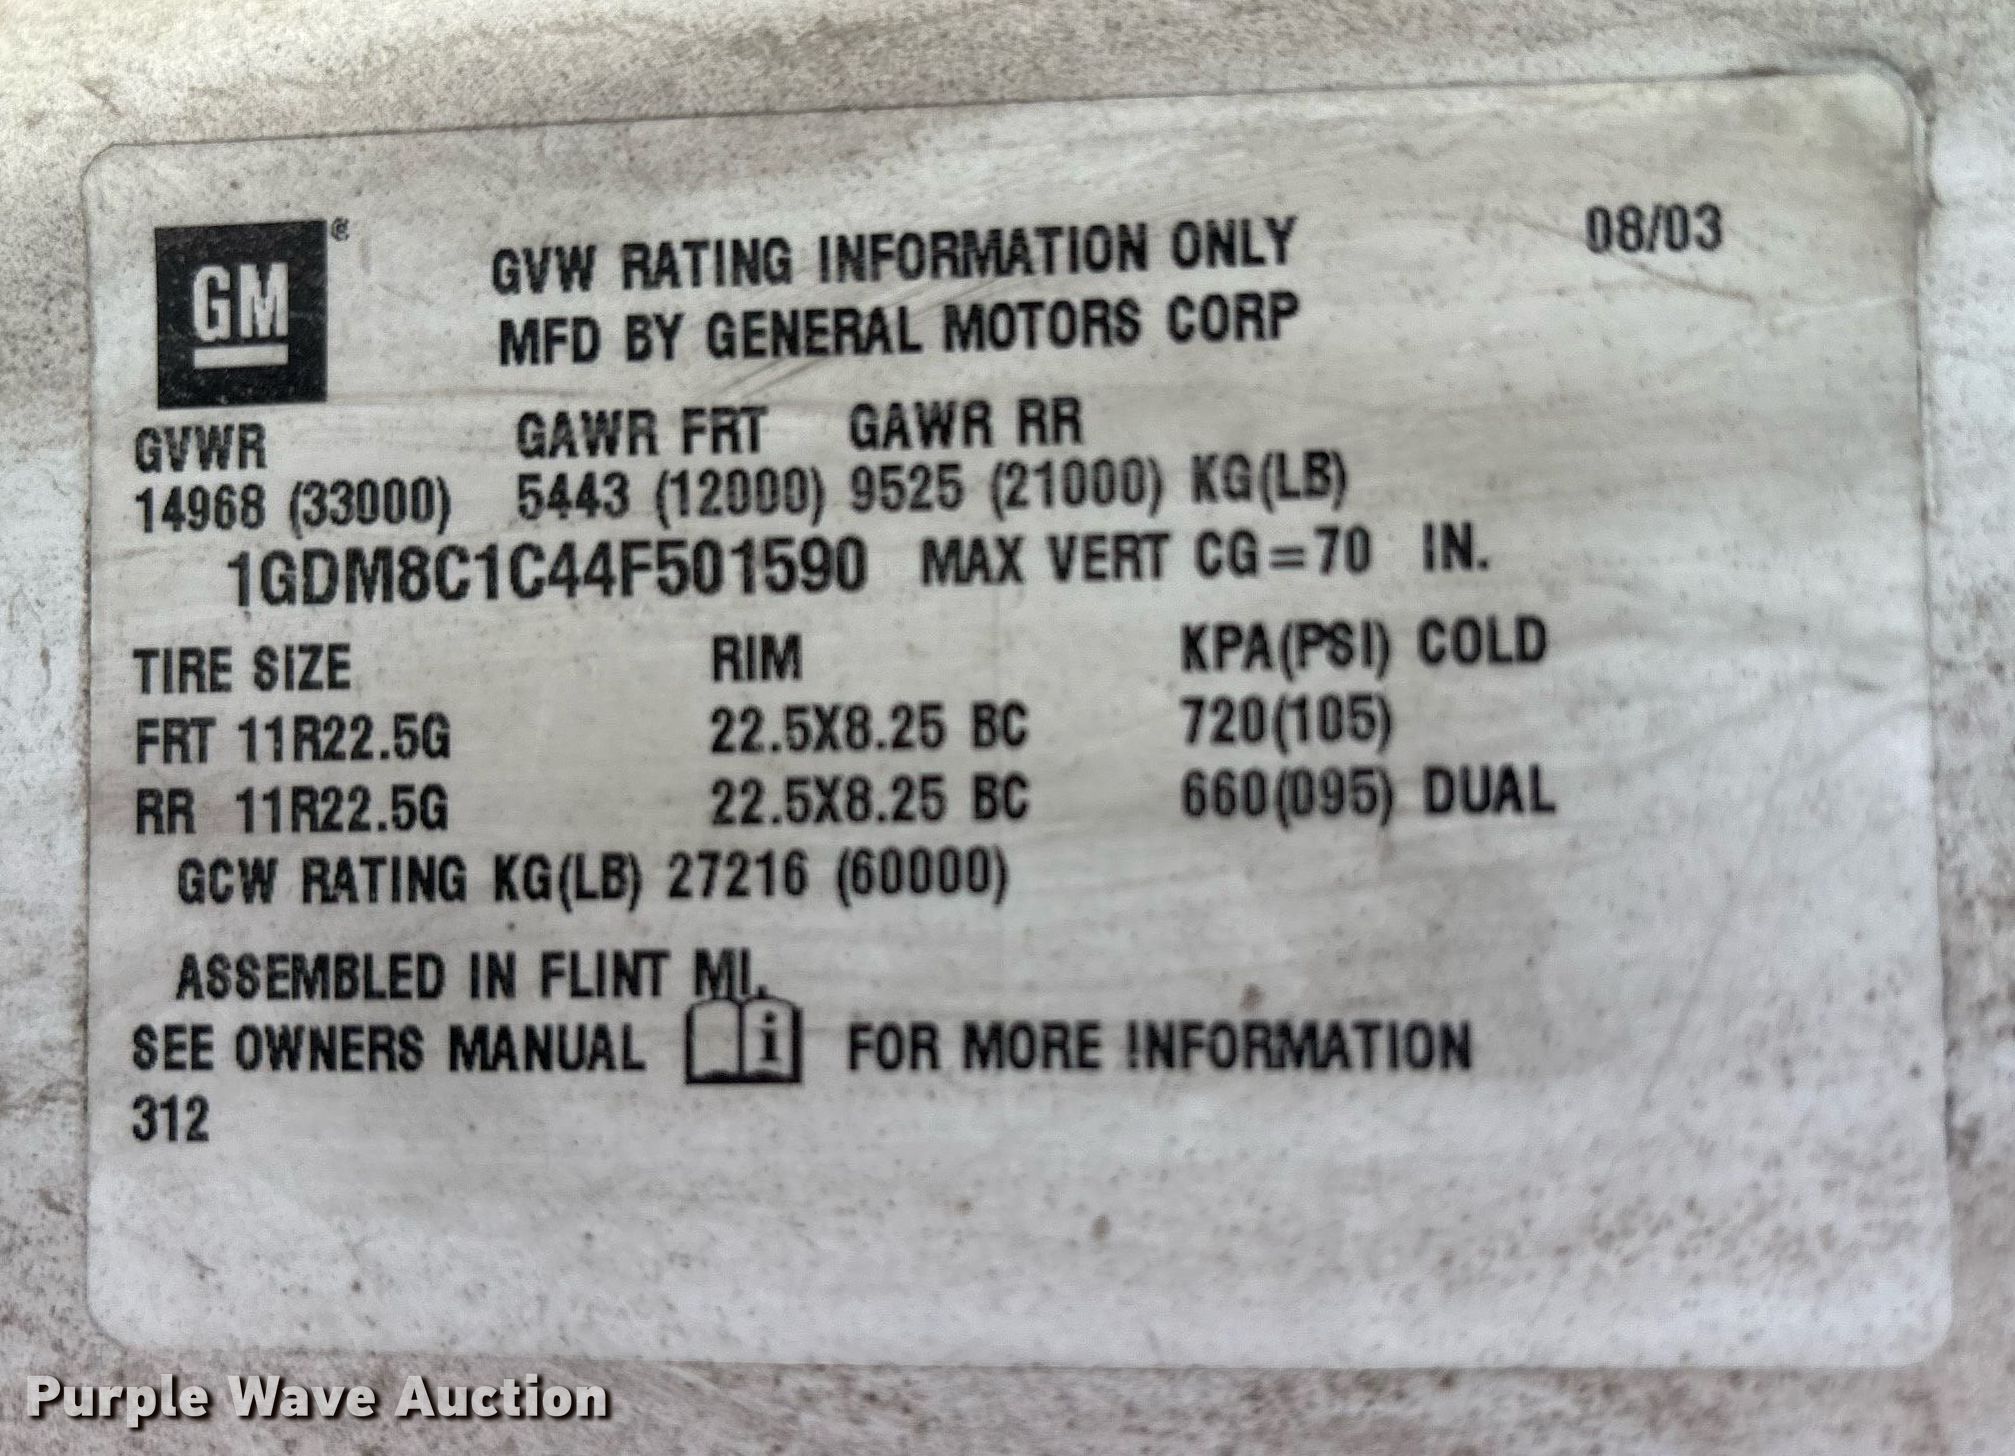 GM®
GVW RATING INFORMATION ONLY 08/03
MFD BY GENERAL MOTORS CORP
GVWR GAWR FRT GAWR RR
14968 (33000) 5443 (12000) 9525 (21000) KG(LB)
1GDM8C1C44F501590 MAX VERT CG=70 IN.
TIRE SIZE RIM KPA(PSI) COLD
FRT 11R22.5G 22.5X8.25 BC 720(105)
RR 11R22.5G 22.5X8.25 BC 660(095) DUAL
GCW RATING KG(LB) 27216 (60000)
ASSEMBLED IN FLINT MI.
SEE OWNERS MANUAL i FOR MORE INFORMATION
312
Purple Wave Auction